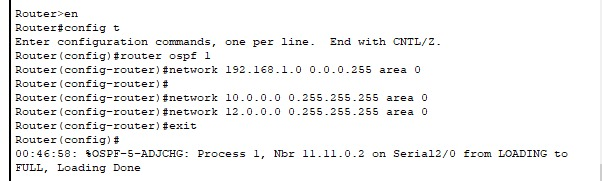 Router>en
Router#config t
Enter configuration commands, one per line.  End with CNTL/Z.
Router(config)#router ospf 1
Router(config-router)#network 192.168.1.0 0.0.0.255 area 0
Router(config-router)#
Router(config-router)#network 10.0.0.0 0.255.255.255 area 0
Router(config-router)#network 12.0.0.0 0.255.255.255 area 0
Router(config-router)#exit
Router(config)#
00:46:58: %OSPF-5-ADJCHG: Process 1, Nbr 11.11.0.2 on Serial2/0 from LOADING to
FULL, Loading Done